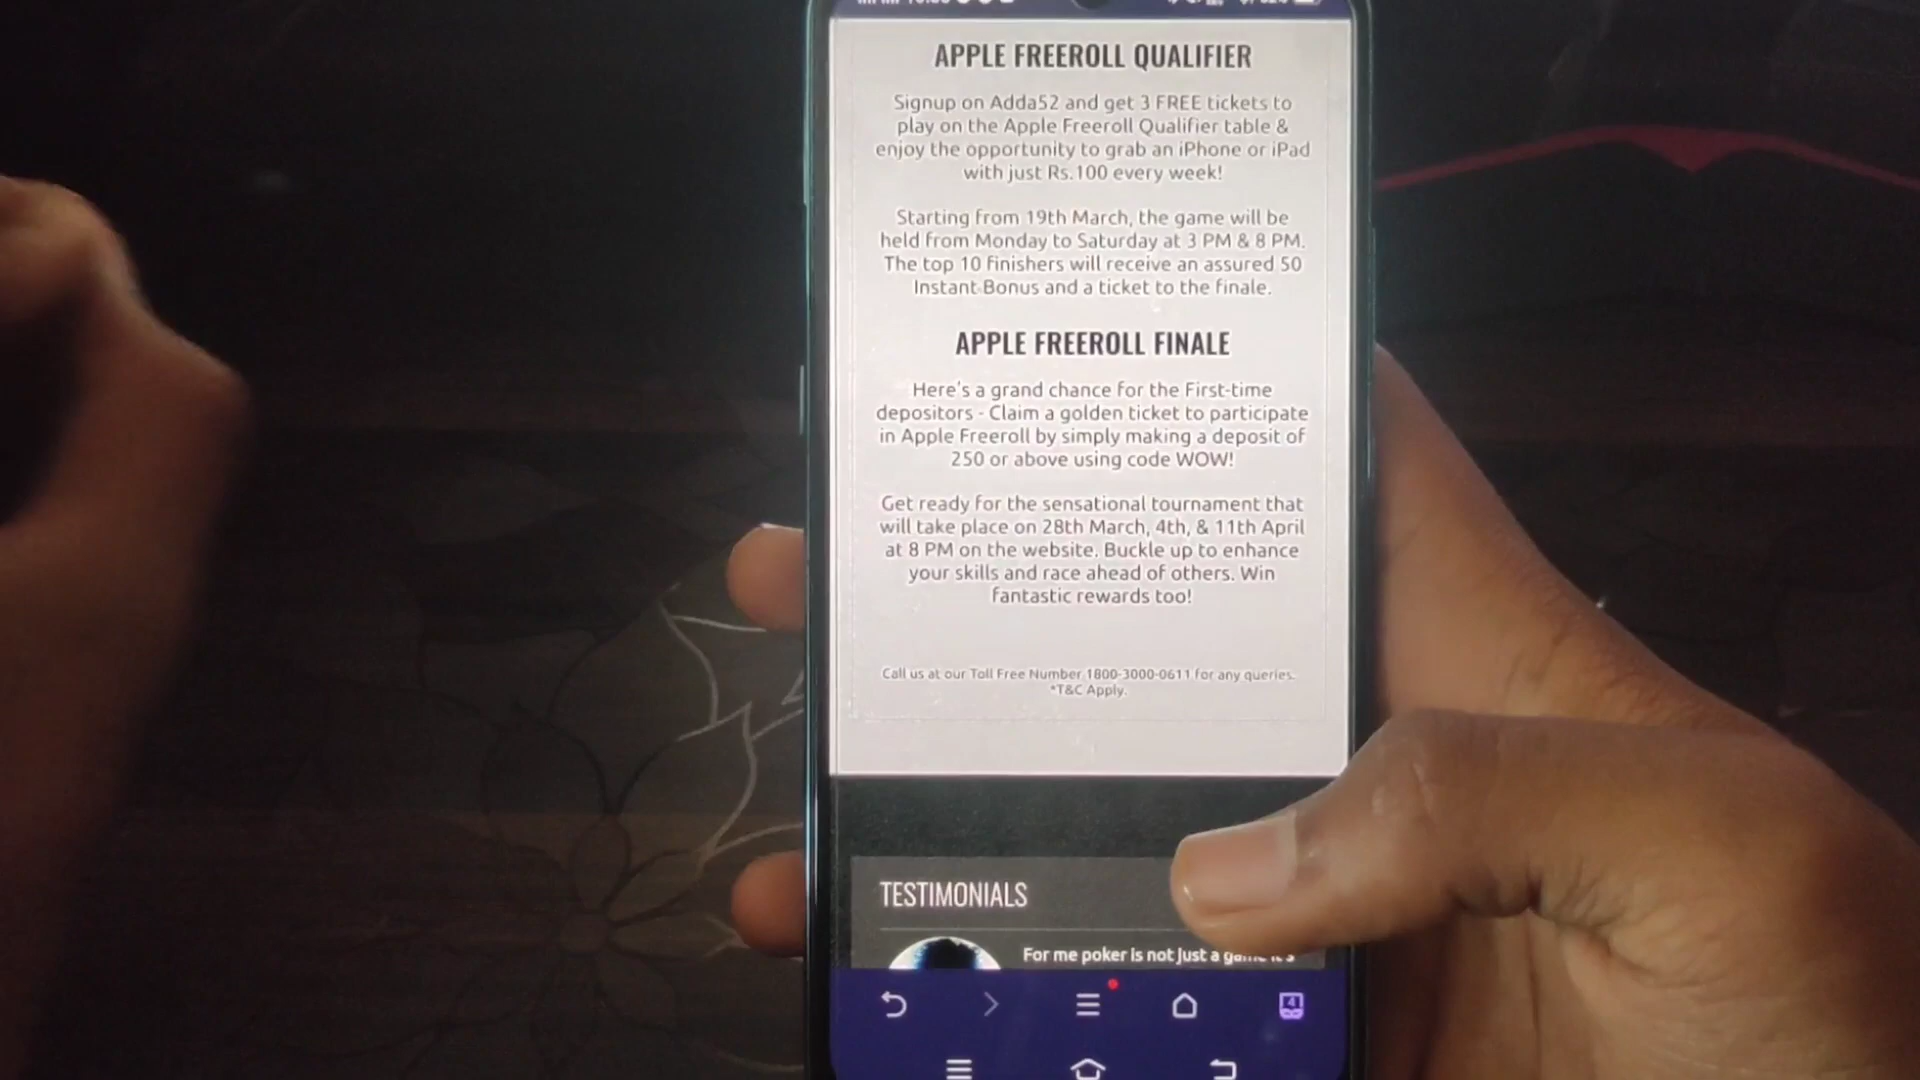 APPLE FREEROLL QUALIFIER
Signup on Adda52 and get 3 FREE tickets to
play on the Apple Freeroll Qualifier table &
enjoy the opportunity to grab an iPhone or iPad
with just Rs.100 every week!
Starting from 19th March, the game will be
held from Monday to Saturday at 3 PM & 8 PM.
The top 10 finishers will receive an assured 50
Instant Bonus and a ticket to the finale.
APPLE FREEROLL FINALE
Here's a grand chance for the First-time
depositors - Claim a golden ticket to participate
in Apple Freeroll by simply making a deposit of
250 or above using code WOW!
Get ready for the sensational tournament that
will take place on 28th March, 4th, & 11th April
at 8 PM on the website. Buckle up to enhance
your skills and race ahead of others. Win
fantastic rewards too!
Call us at our Toll Free Number 1800-3000-0611 for any queries.
*T&C Apply.
TESTIMONIALS
For me poker is not just a game it's
4